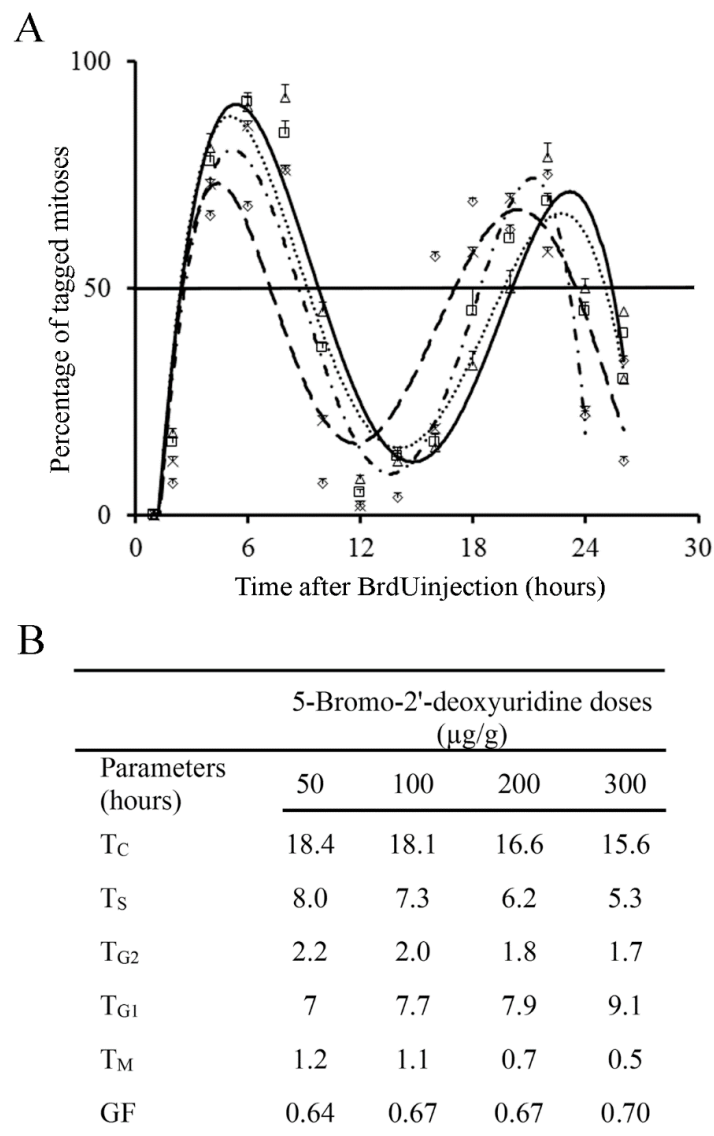 A
100
50
0
Percentage of tagged mitoses
0 6 12 18 24 30
Time after BrdUinjection (hours)
B
5-Bromo-2'-deoxyuridine doses
(µg/g)
Parameters
(hours) 50 100 200 300
TC 18.4 18.1 16.6 15.6
TS 8.0 7.3 6.2 5.3
TG2 2.2 2.0 1.8 1.7
TG1 7 7.7 7.9 9.1
TM 1.2 1.1 0.7 0.5
GF 0.64 0.67 0.67 0.70